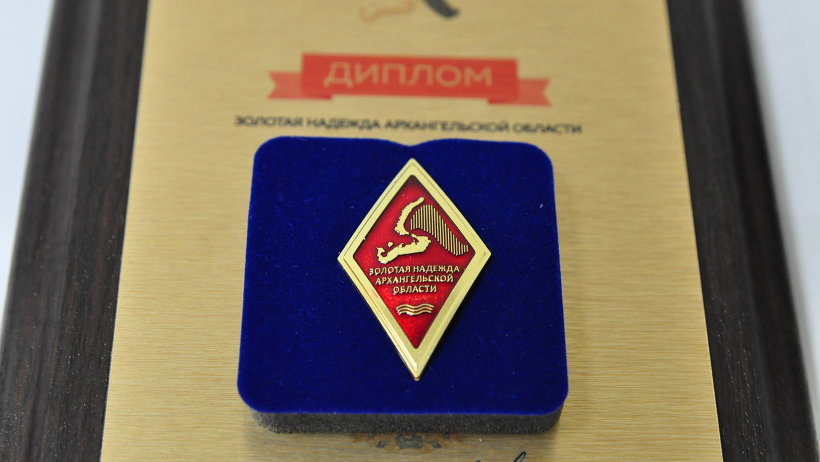 ДИПЛОМ
ЗОЛОТАЯ НАДЕЖДА АРХАНГЕЛЬСКОЙ ОБЛАСТИ
ЗОЛОТАЯ НАДЕЖДА
АРХАНГЕЛЬСКОЙ
ОБЛАСТИ